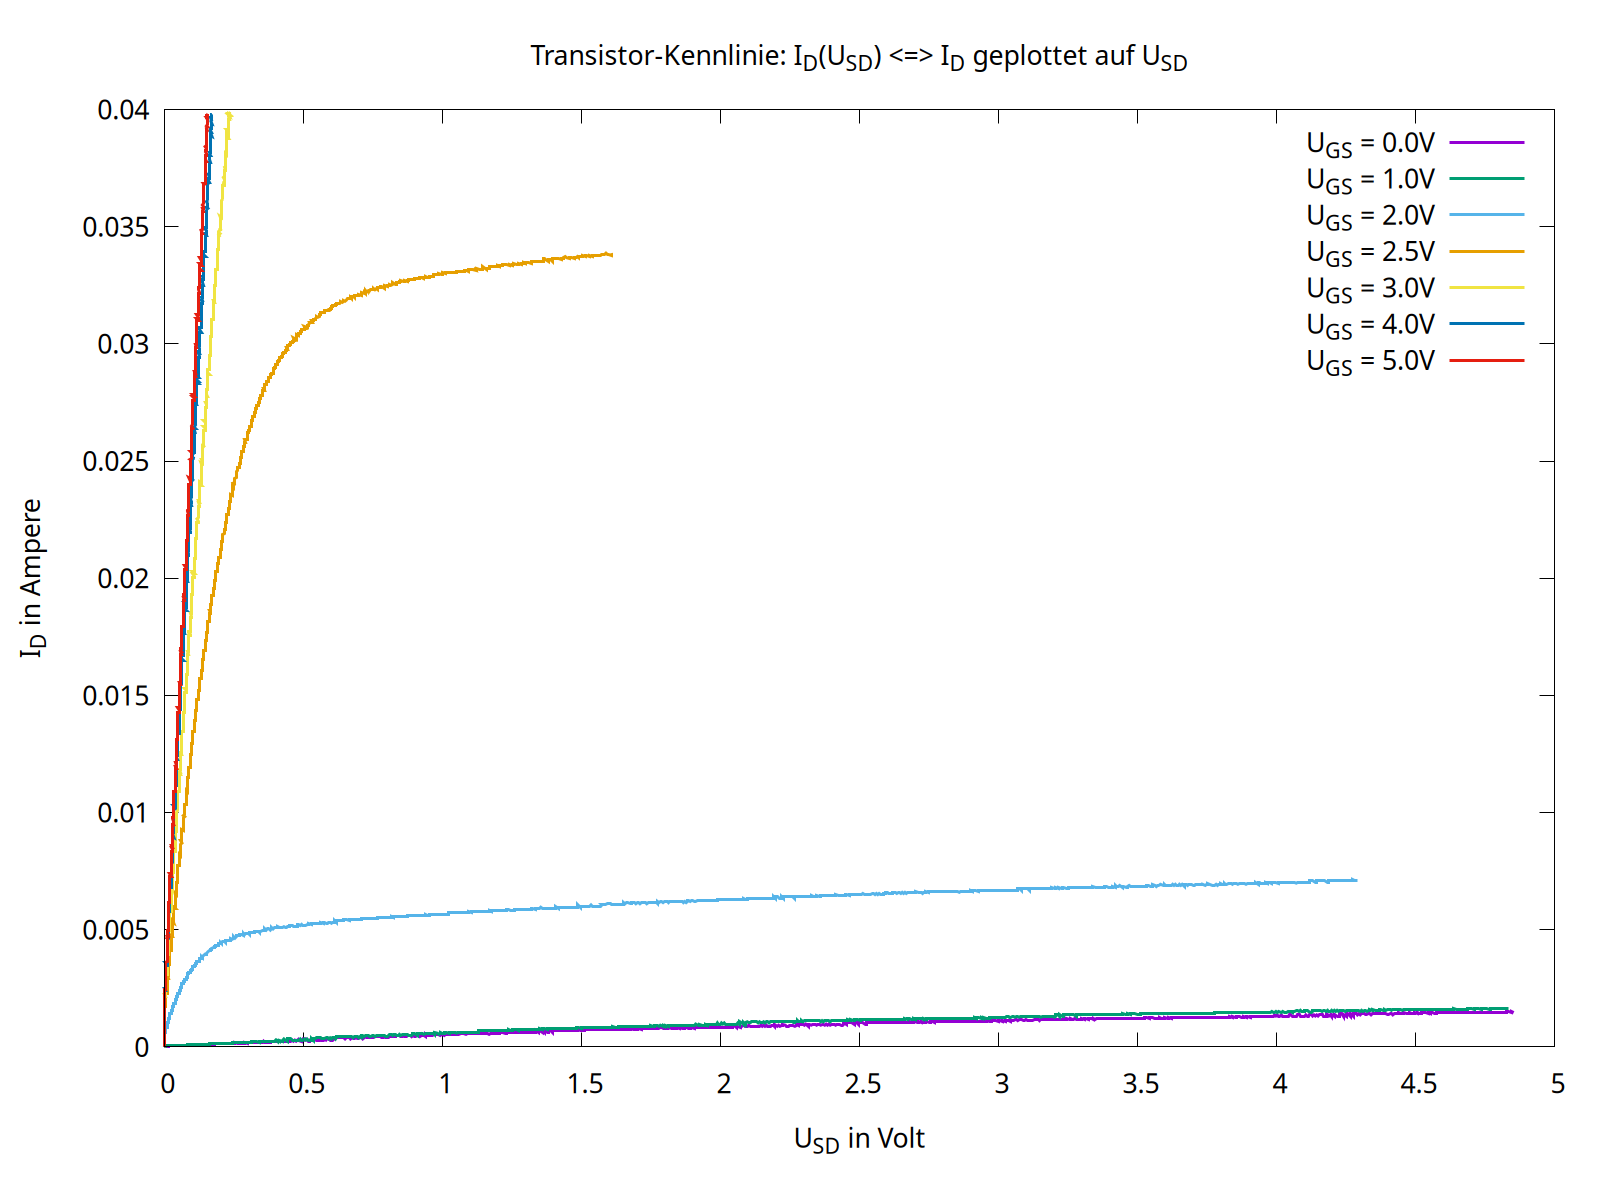 Transistor-Kennlinie: I_D(U_SD) <=> I_D geplottet auf U_SD
0.04
0.035
0.03
0.025
0.02
0.015
0.01
0.005
0
I_D in Ampere
U_GS = 0.0V
U_GS = 1.0V
U_GS = 2.0V
U_GS = 2.5V
U_GS = 3.0V
U_GS = 4.0V
U_GS = 5.0V
0 0.5 1 1.5 2 2.5 3 3.5 4 4.5 5
U_SD in Volt